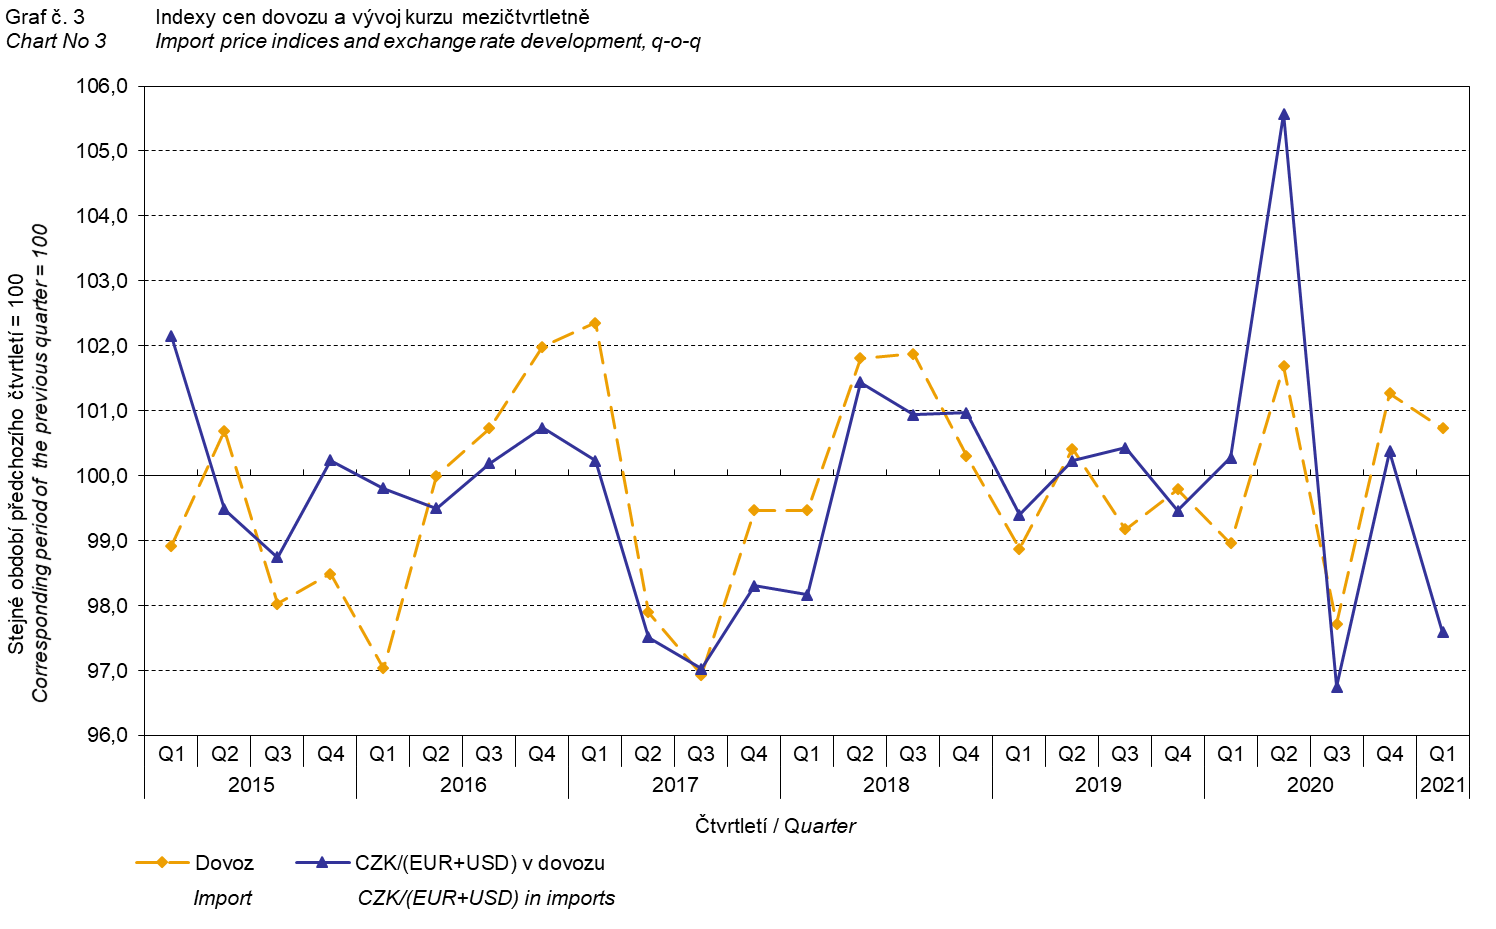 Graf č. 3 Indexy cen dovozu a vývoj kurzu mezičtvrtletně
Chart No 3 Import price indices and exchange rate development, q-o-q
Stejné období předchozího čtvrtletí = 100
Corresponding period of the previous quarter = 100
106,0
105,0
104,0
103,0
102,0
101,0
100,0
99,0
98,0
97,0
96,0
Q1 Q2 Q3 Q4 Q1 Q2 Q3 Q4 Q1 Q2 Q3 Q4 Q1 Q2 Q3 Q4 Q1 Q2 Q3 Q4 Q1 Q2 Q3 Q4 Q1
2015 2016 2017 2018 2019 2020 2021
Čtvrtletí / Quarter
Dovoz CZK/(EUR+USD) v dovozu
Import CZK/(EUR+USD) in imports